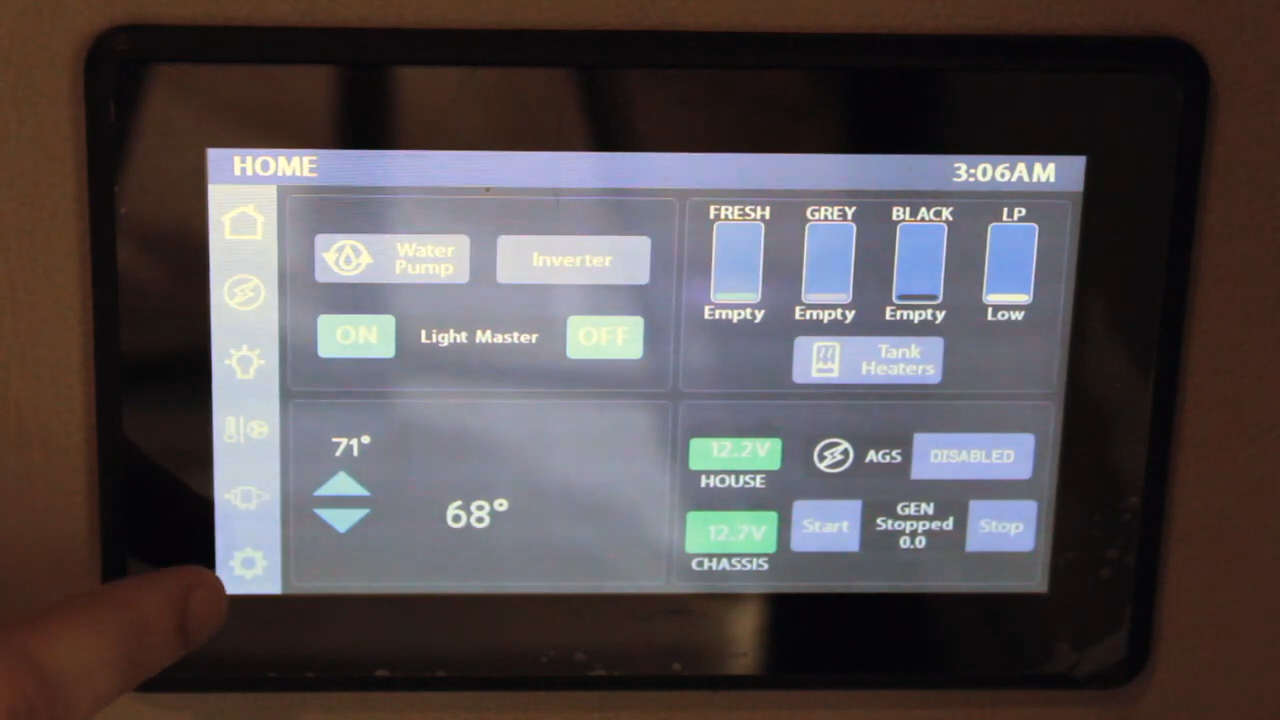 HOME 3:06AM
Water Pump
Inverter
ON Light Master OFF
FRESH GREY BLACK LP
Empty Empty Empty Low
Tank Heaters
71°
68°
12.2V
HOUSE
AGS DISABLED
12.7V
CHASSIS
Start
GEN
Stopped
0.0
Stop